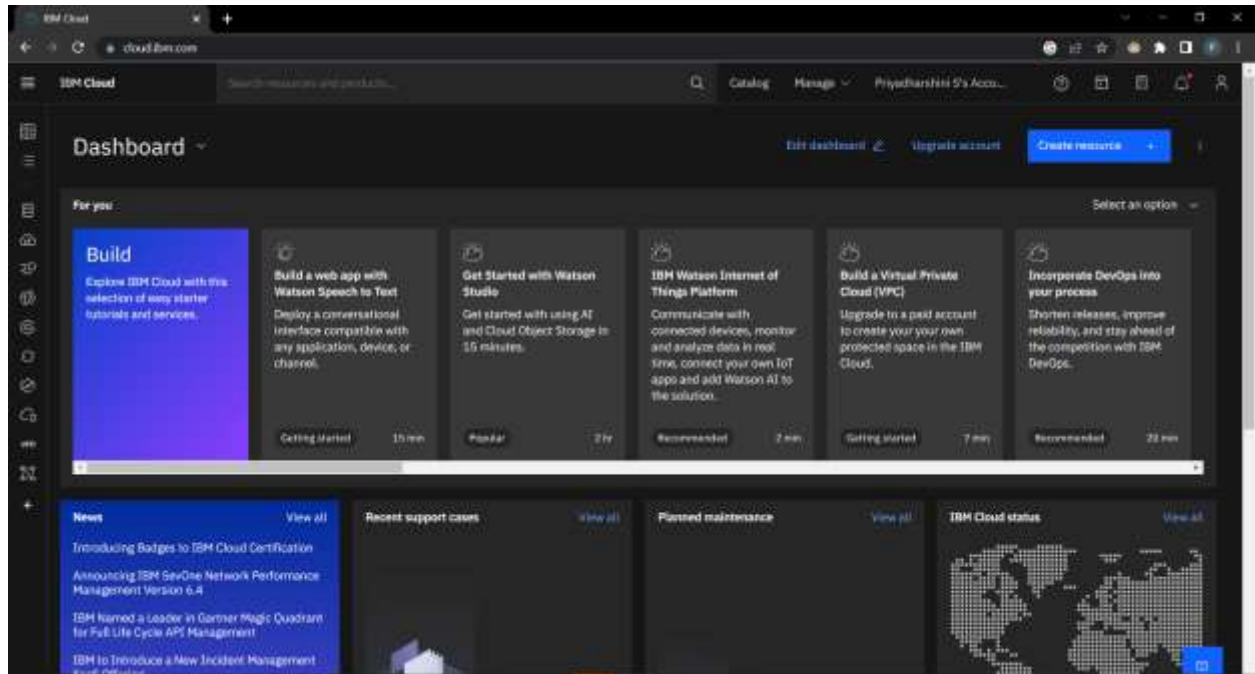 IBM Cloud
cloud.ibm.com
IBM Cloud
Search resources and products...
Catalog
Manage
Priyadharshini S's Acco...
Dashboard
Edit dashboard
Upgrade account
Create resource +
For you
Select an option
Build
Explore IBM Cloud with this
selection of easy starter
tutorials and services.
Build a web app with
Watson Speech to Text
Deploy a conversational
interface compatible with
any application, device, or
channel.
Getting started
15 min
Get Started with Watson
Studio
Get started with using AI
and Cloud Object Storage in
15 minutes.
Popular
2 hr
IBM Watson Internet of
Things Platform
Communicate with
connected devices, monitor
and analyze data in real
time, connect your own IoT
apps and add Watson AI to
the solution.
Recommended
2 min
Build a Virtual Private
Cloud (VPC)
Upgrade to a paid account
to create your your own
protected space in the IBM
Cloud.
Getting started
7 min
Incorporate DevOps into
your process
Shorten releases, improve
reliability, and stay ahead of
the competition with IBM
DevOps.
Recommended
News
View all
Introducing Badges to IBM Cloud Certification
Announcing IBM SevOne Network Performance
Management Version 6.4
IBM Named a Leader in Gartner Magic Quadrant
for Full Life Cycle API Management
IBM to Introduce a New Incident Management
Recent support cases
View all
Planned maintenance
View all
IBM Cloud status
View all